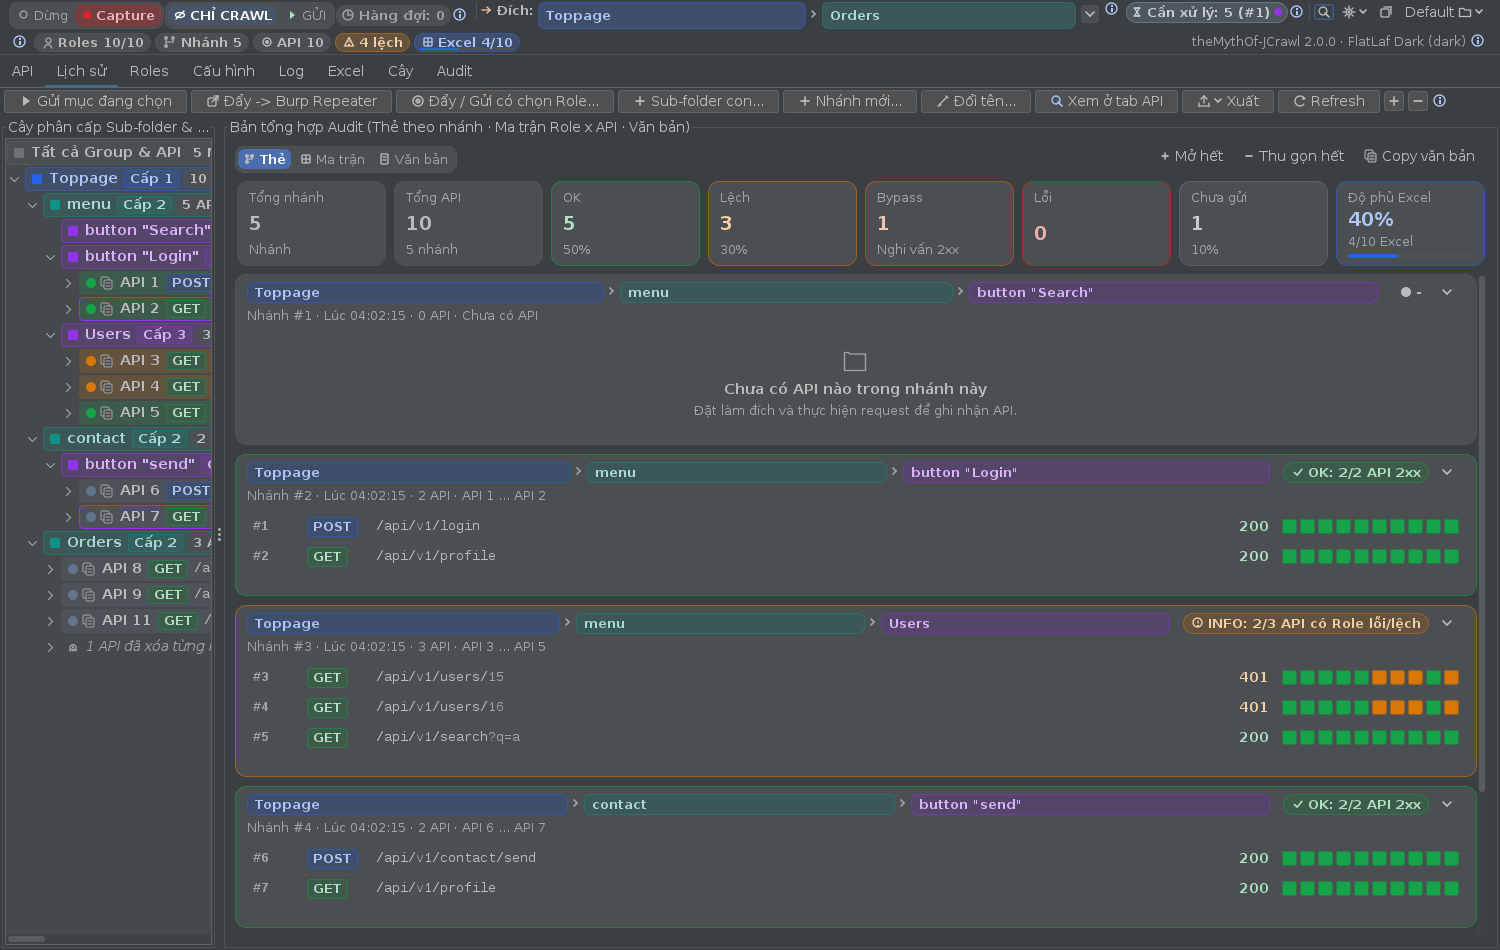 Dừng Capture CHỈ CRAWL GỬI Hàng đợi: 0 Đích: Toppage Orders Cần xử lý: 5 (#1) Default
Roles 10/10 Nhánh 5 API 10 4 lệch Excel 4/10 theMythOf-JCrawl 2.0.0 · FlatLaf Dark (dark)
API Lịch sử Roles Cấu hình Log Excel Cây Audit
Gửi mục đang chọn Đẩy -> Burp Repeater Đẩy / Gửi có chọn Role... Sub-folder con... Nhánh mới... Đổi tên... Xem ở tab API Xuất Refresh
Cây phân cấp Sub-folder & ...
Tất cả Group & API 5
Toppage Cấp 1 10
menu Cấp 2 5 AP
button "Search"
button "Login"
API 1 POST
API 2 GET
Users Cấp 3 3
API 3 GET
API 4 GET
API 5 GET
contact Cấp 2 2
button "send"
API 6 POST
API 7 GET
Orders Cấp 2 3
API 8 GET /a
API 9 GET /a
API 11 GET /
1 API đã xóa từng
Bản tổng hợp Audit (Thẻ theo nhánh · Ma trận Role x API · Văn bản)
Thẻ Ma trận Văn bản Mở hết Thu gọn hết Copy văn bản
Tổng nhánh
5
Nhánh
Tổng API
10
5 nhánh
OK
5
50%
Lệch
3
30%
Bypass
1
Nghi vấn 2xx
Lỗi
0
Chưa gửi
1
10%
Độ phủ Excel
40%
4/10 Excel
Toppage menu button "Search" -
Nhánh #1 · Lúc 04:02:15 · 0 API · Chưa có API
Chưa có API nào trong nhánh này
Đặt làm đích và thực hiện request để ghi nhận API.
Toppage menu button "Login" OK: 2/2 API 2xx
Nhánh #2 · Lúc 04:02:15 · 2 API · API 1 ... API 2
#1 POST /api/v1/login 200
#2 GET /api/v1/profile 200
Toppage menu Users INFO: 2/3 API có Role lỗi/lệch
Nhánh #3 · Lúc 04:02:15 · 3 API · API 3 ... API 5
#3 GET /api/v1/users/15 401
#4 GET /api/v1/users/16 401
#5 GET /api/v1/search?q=a 200
Toppage contact button "send" OK: 2/2 API 2xx
Nhánh #4 · Lúc 04:02:15 · 2 API · API 6 ... API 7
#6 POST /api/v1/contact/send 200
#7 GET /api/v1/profile 200